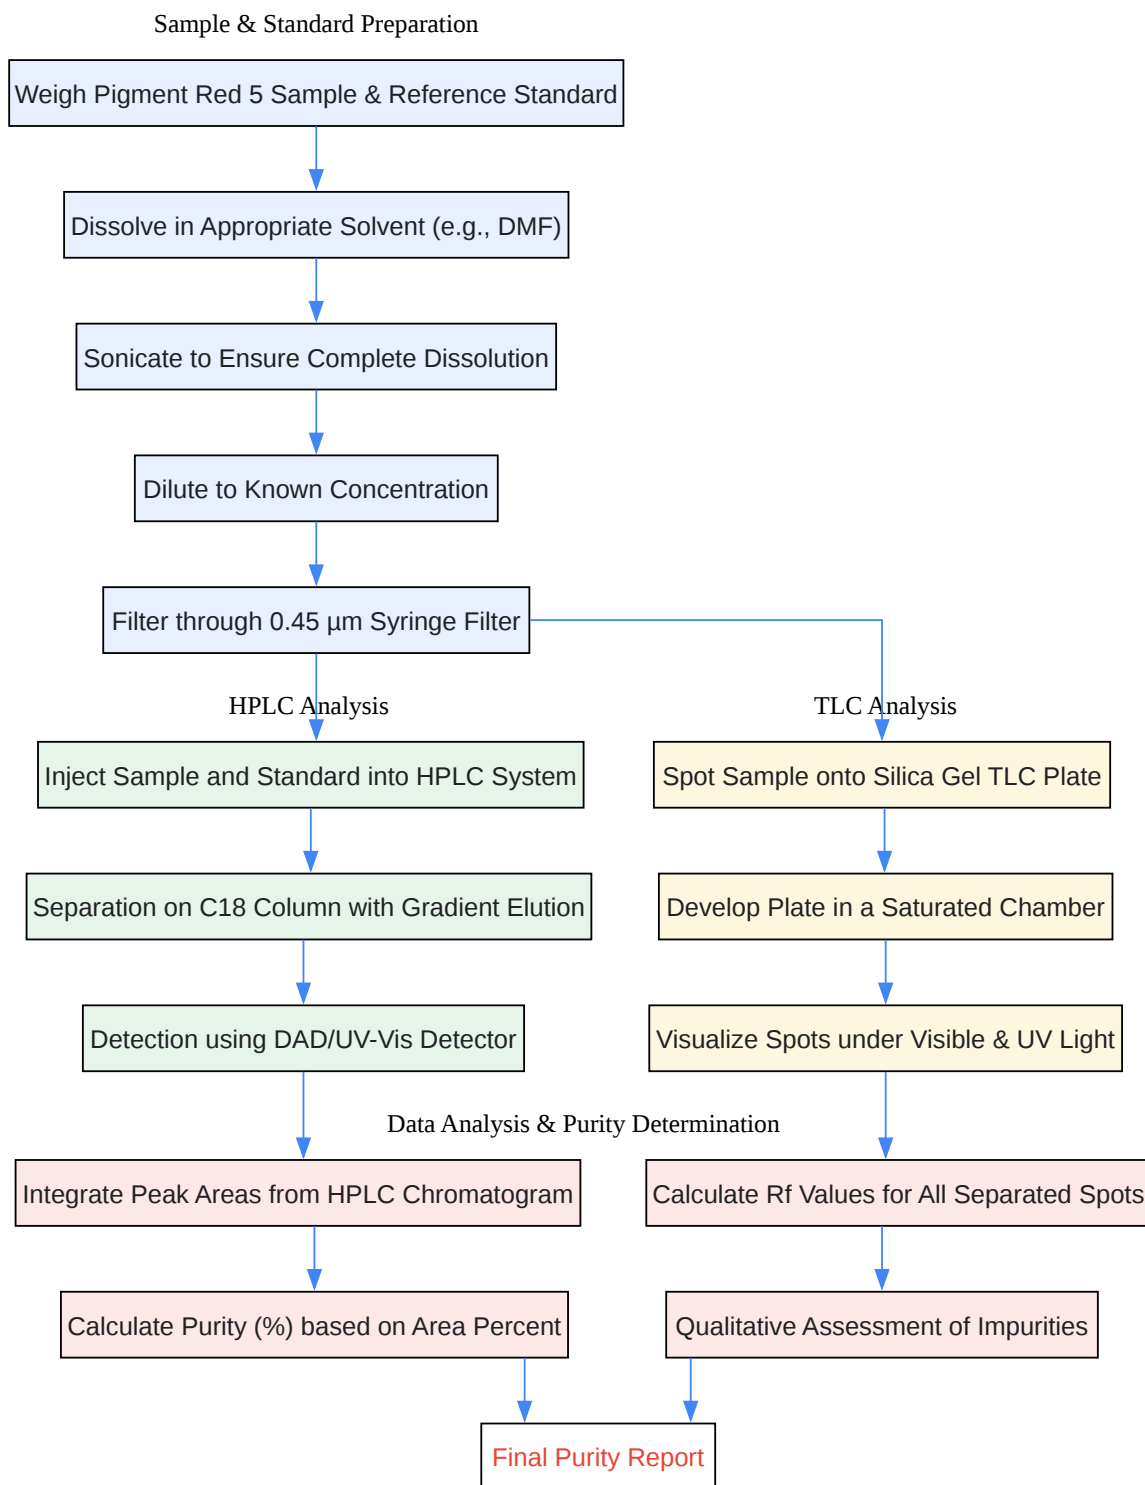 Sample & Standard Preparation
Weigh Pigment Red 5 Sample & Reference Standard
Dissolve in Appropriate Solvent (e.g., DMF)
Sonicate to Ensure Complete Dissolution
Dilute to Known Concentration
Filter through 0.45 µm Syringe Filter
HPLC Analysis
Inject Sample and Standard into HPLC System
Separation on C18 Column with Gradient Elution
Detection using DAD/UV-Vis Detector
TLC Analysis
Spot Sample onto Silica Gel TLC Plate
Develop Plate in a Saturated Chamber
Visualize Spots under Visible & UV Light
Data Analysis & Purity Determination
Integrate Peak Areas from HPLC Chromatogram
Calculate Purity (%) based on Area Percent
Calculate Rf Values for All Separated Spots
Qualitative Assessment of Impurities
Final Purity Report